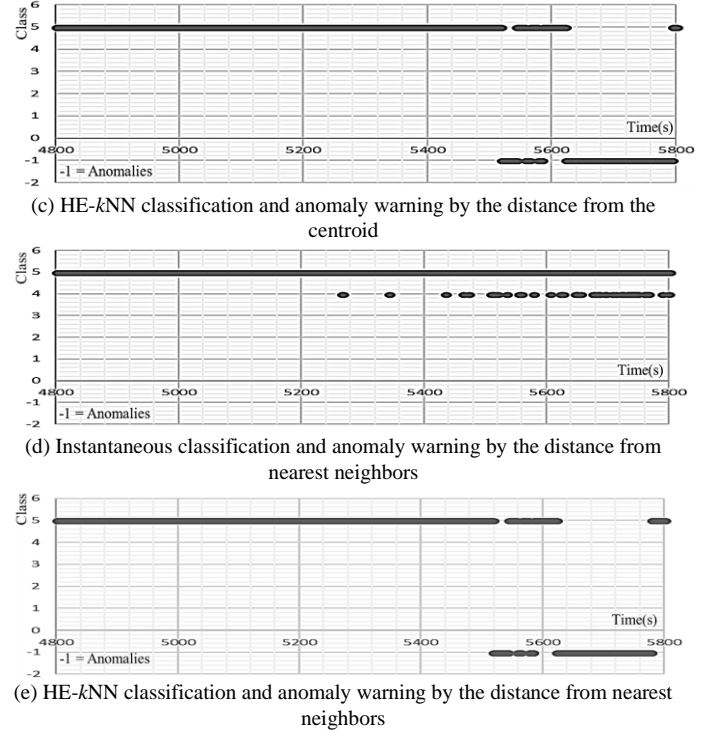 Class
6
5
4
3
2
1
0
-1
-2
Time(s)
4800 5000 5200 5400 5600 5800
-1 = Anomalies
(c) HE-kNN classification and anomaly warning by the distance from the
centroid
Class
6
5
4
3
2
1
0
-1
-2
Time(s)
4800 5000 5200 5400 5600 5800
-1 = Anomalies
(d) Instantaneous classification and anomaly warning by the distance from
nearest neighbors
Class
6
5
4
3
2
1
0
-1
-2
Time(s)
4800 5000 5200 5400 5600 5800
-1 = Anomalies
(e) HE-kNN classification and anomaly warning by the distance from nearest
neighbors